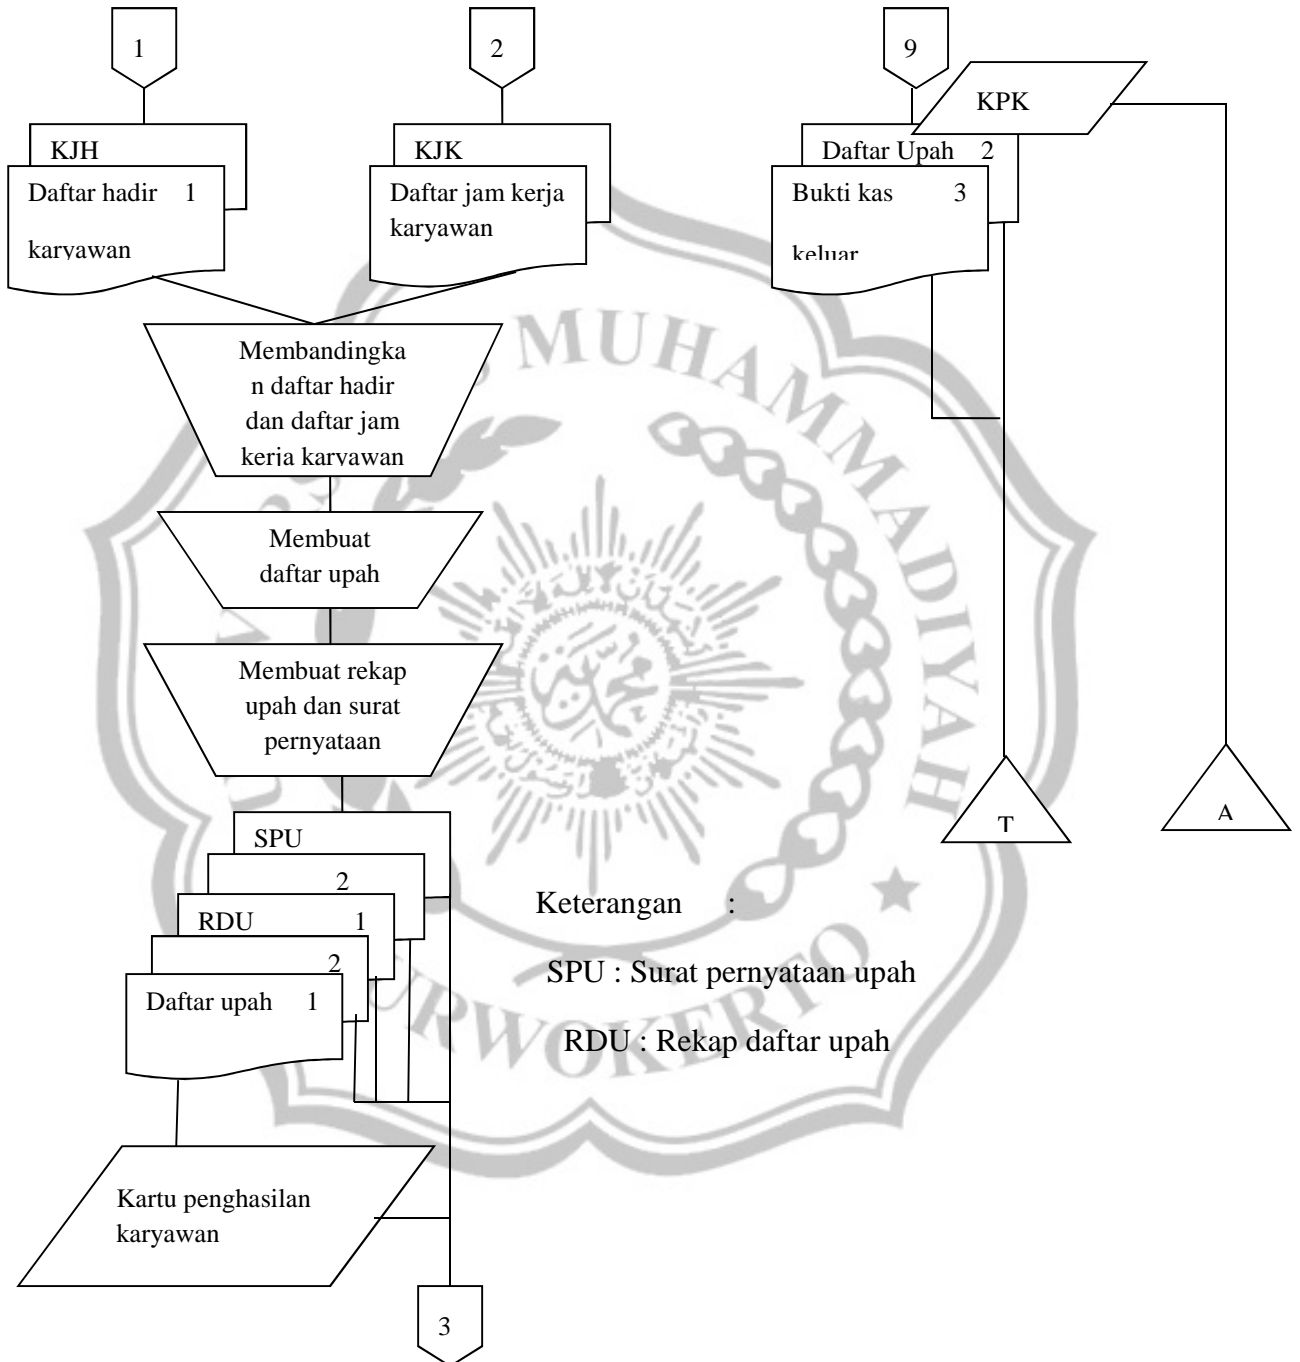 1
2
9
KPK
KJH
KJK
Daftar Upah 2
Daftar hadir 1
karyawan
Daftar jam kerja
karyawan
Bukti kas 3
keluar
Membandingka
n daftar hadir
dan daftar jam
kerja karyawan
Membuat
daftar upah
Membuat rekap
upah dan surat
pernyataan
T
A
SPU
2
RDU 1
2
Daftar upah 1
Keterangan :
SPU : Surat pernyataan upah
RDU : Rekap daftar upah
Kartu penghasilan
karyawan
3
MUHAMMADIYAH
PURWOKERTO